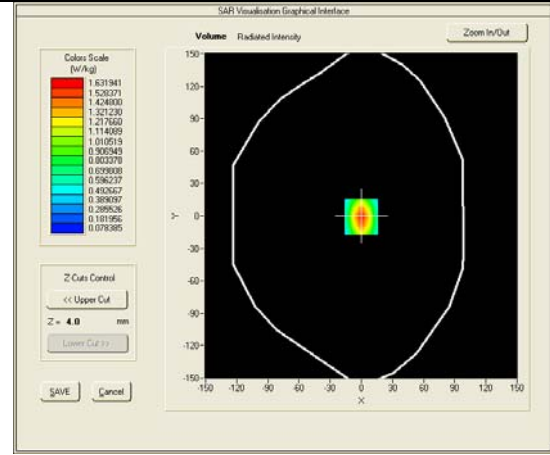 SAR Visualisation Graphical Interface
Volume Radiated Intensity
Zoom In/Out
Colors Scale
(W/kg)
1.631941
1.528371
1.424800
1.321230
1.217660
1.114089
1.010519
0.906949
0.803378
0.699808
0.596237
0.492667
0.389097
0.285526
0.181956
0.078385
Z-Cuts Control
<< Upper Cut
Z = 4.0 mm
Lower Cut >>
SAVE
Cancel
150
120
90
60
30
0
-30
-60
-90
-120
-150
Y
-150 -120 -90 -60 -30 0 30 60 90 120 150
X